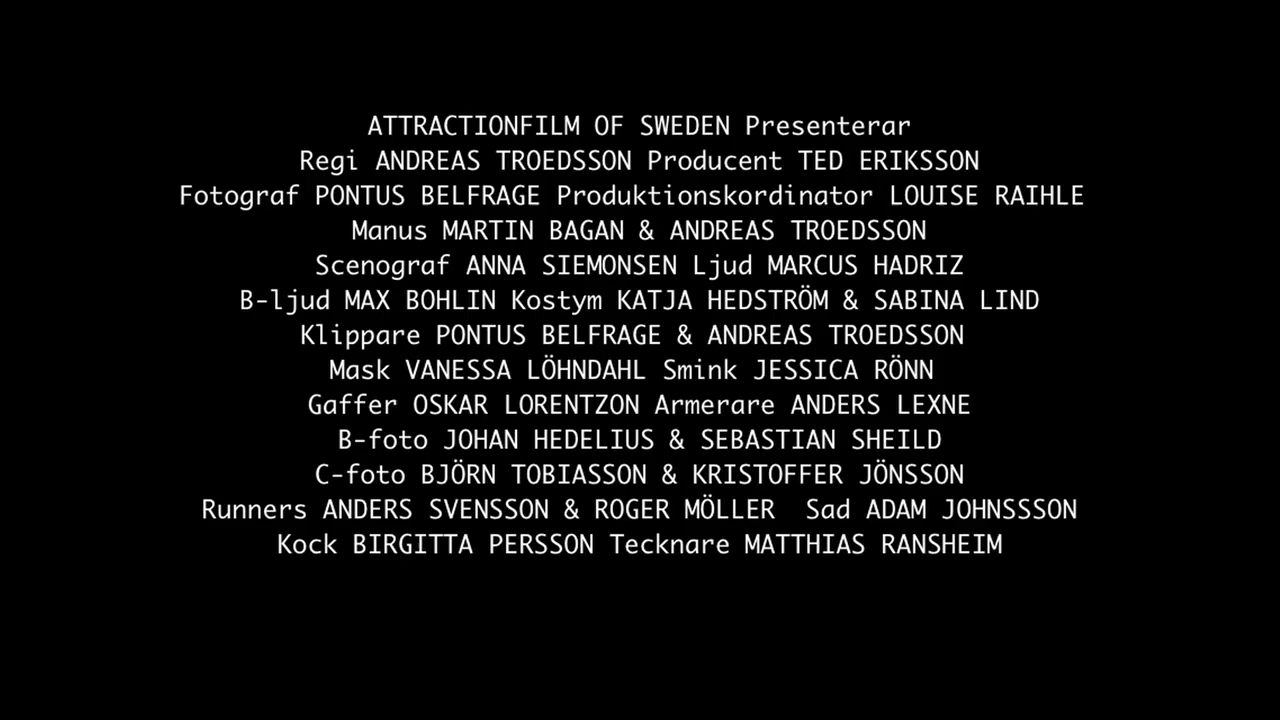 ATTRACTIONFILM OF SWEDEN Presenterar
Regi ANDREAS TROEDSSON Producent TED ERIKSSON
Fotograf PONTUS BELFRAGE Produktionskordinator LOUISE RAIHLE
Manus MARTIN BAGAN & ANDREAS TROEDSSON
Scenograf ANNA SIEMONSEN Ljud MARCUS HADRIZ
B-ljud MAX BOHLIN Kostym KATJA HEDSTRÖM & SABINA LIND
Klippare PONTUS BELFRAGE & ANDREAS TROEDSSON
Mask VANESSA LÖHNDAHL Smink JESSICA RÖNN
Gaffer OSKAR LORENTZON Armerare ANDERS LEXNE
B-foto JOHAN HEDELIUS & SEBASTIAN SHEILD
C-foto BJÖRN TOBIASSON & KRISTOFFER JÖNSSON
Runners ANDERS SVENSSON & ROGER MÖLLER  Sad ADAM JOHNSSSON
Kock BIRGITTA PERSSON Tecknare MATTHIAS RANSHEIM